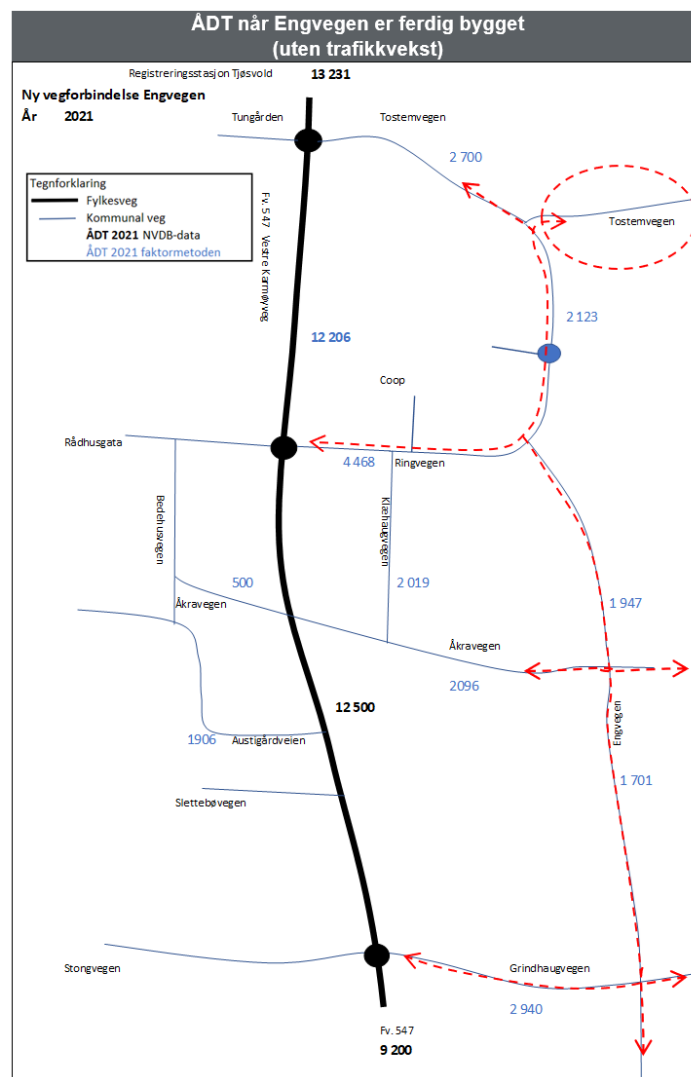 ÅDT når Engvegen er ferdig bygget
(uten trafikkvekst)
Registreringsstasjon Tjøsvold 13 231
Ny vegforbindelse Engvegen
År 2021
Tungården
Tostemvegen
2 700
Tegnforklaring
Fylkesveg
Kommunal veg
ÅDT 2021 NVDB-data
ÅDT 2021 faktormetoden
Fv. 547 Vestre Karmøyveg
Tostemvegen
2 123
12 206
Coop
Rådhusgata
4 468
Ringvegen
Bedehusvegen
Klæhaugvegen
500
2 019
1 947
Åkravegen
Åkravegen
2096
12 500
Engvegen
1906
Austigårdveien
1 701
Slettebøvegen
Stongvegen
Grindhaugvegen
2 940
Fv. 547
9 200